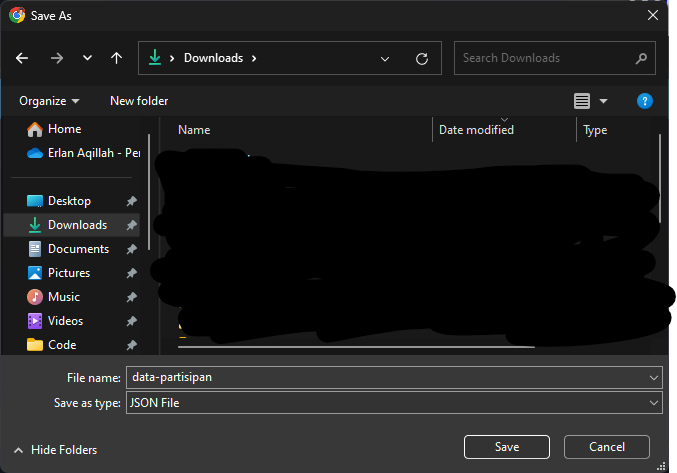 Save As
Downloads
Search Downloads
Organize
New folder
?
Home
Erlan Aqillah - Per
Desktop
Downloads
Documents
Pictures
Music
Videos
Code
Name
Date modified
Type
File name:
data-partisipan
Save as type:
JSON File
Hide Folders
Save
Cancel